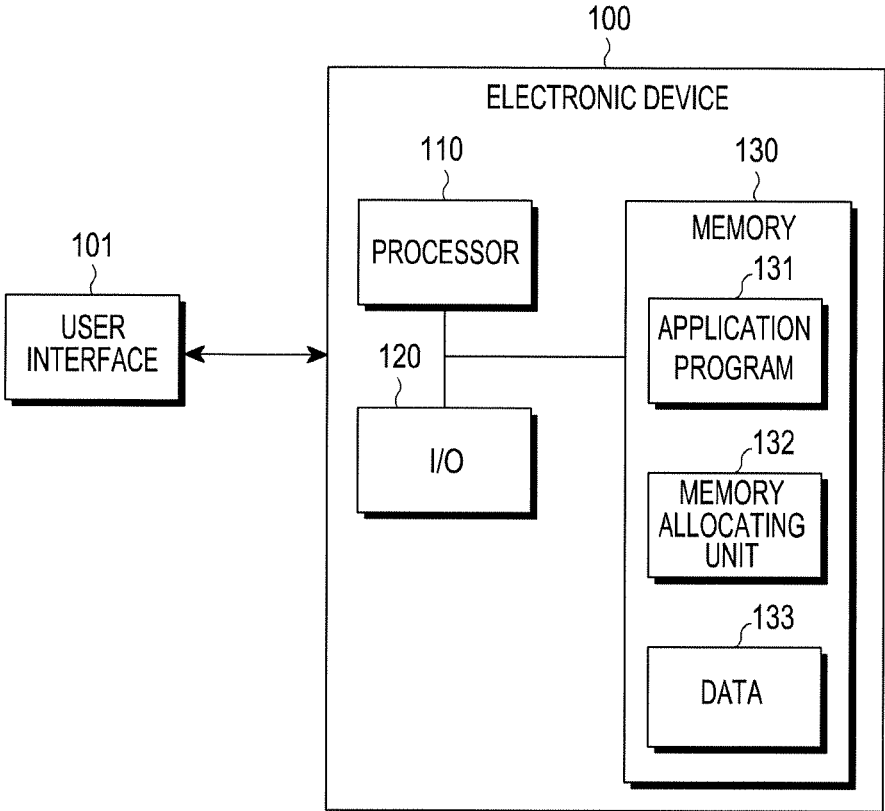 100
ELECTRONIC DEVICE
110
PROCESSOR
130
MEMORY
101
USER
INTERFACE
120
I/O
131
APPLICATION
PROGRAM
132
MEMORY
ALLOCATING
UNIT
133
DATA